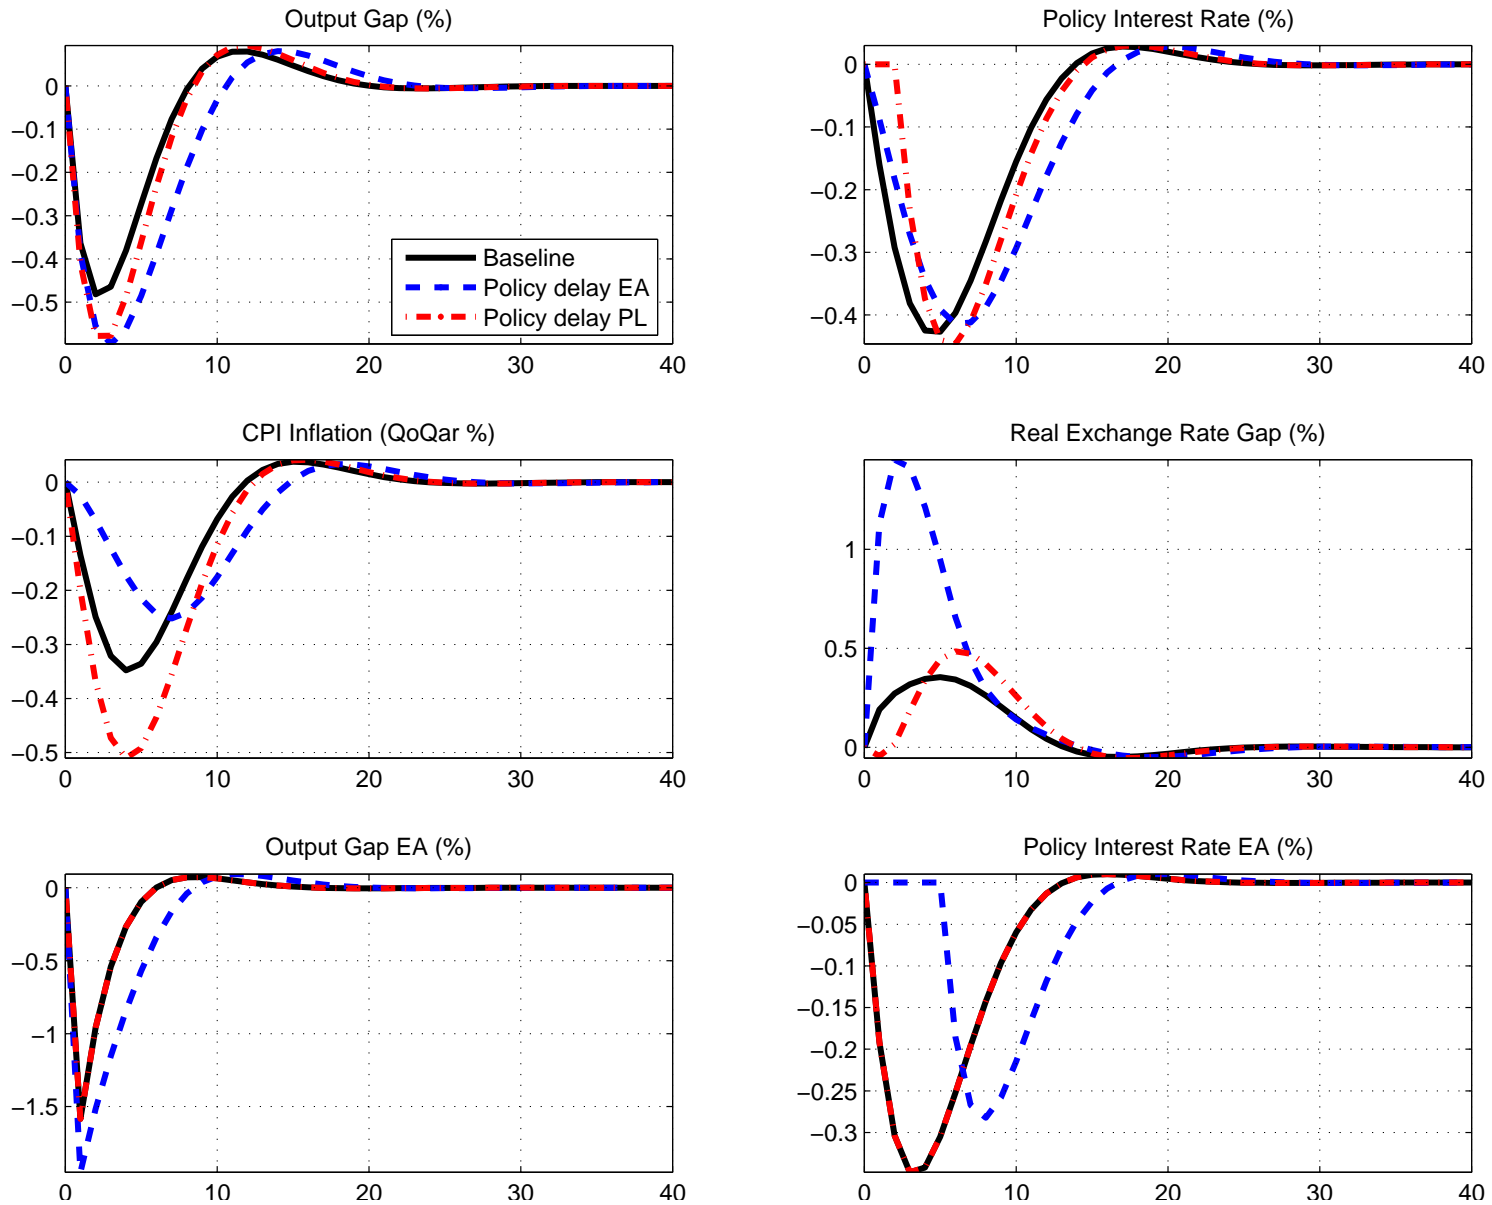 Output Gap (%)
0
−0.1
−0.2
−0.3
−0.4
−0.5
0 10 20 30 40
Baseline
Policy delay EA
Policy delay PL
Policy Interest Rate (%)
0
−0.1
−0.2
−0.3
−0.4
0 10 20 30 40
CPI Inflation (QoQar %)
0
−0.1
−0.2
−0.3
−0.4
−0.5
0 10 20 30 40
Real Exchange Rate Gap (%)
1
0.5
0
0 10 20 30 40
Output Gap EA (%)
0
−0.5
−1
−1.5
0 10 20 30 40
Policy Interest Rate EA (%)
0
−0.05
−0.1
−0.15
−0.2
−0.25
−0.3
0 10 20 30 40